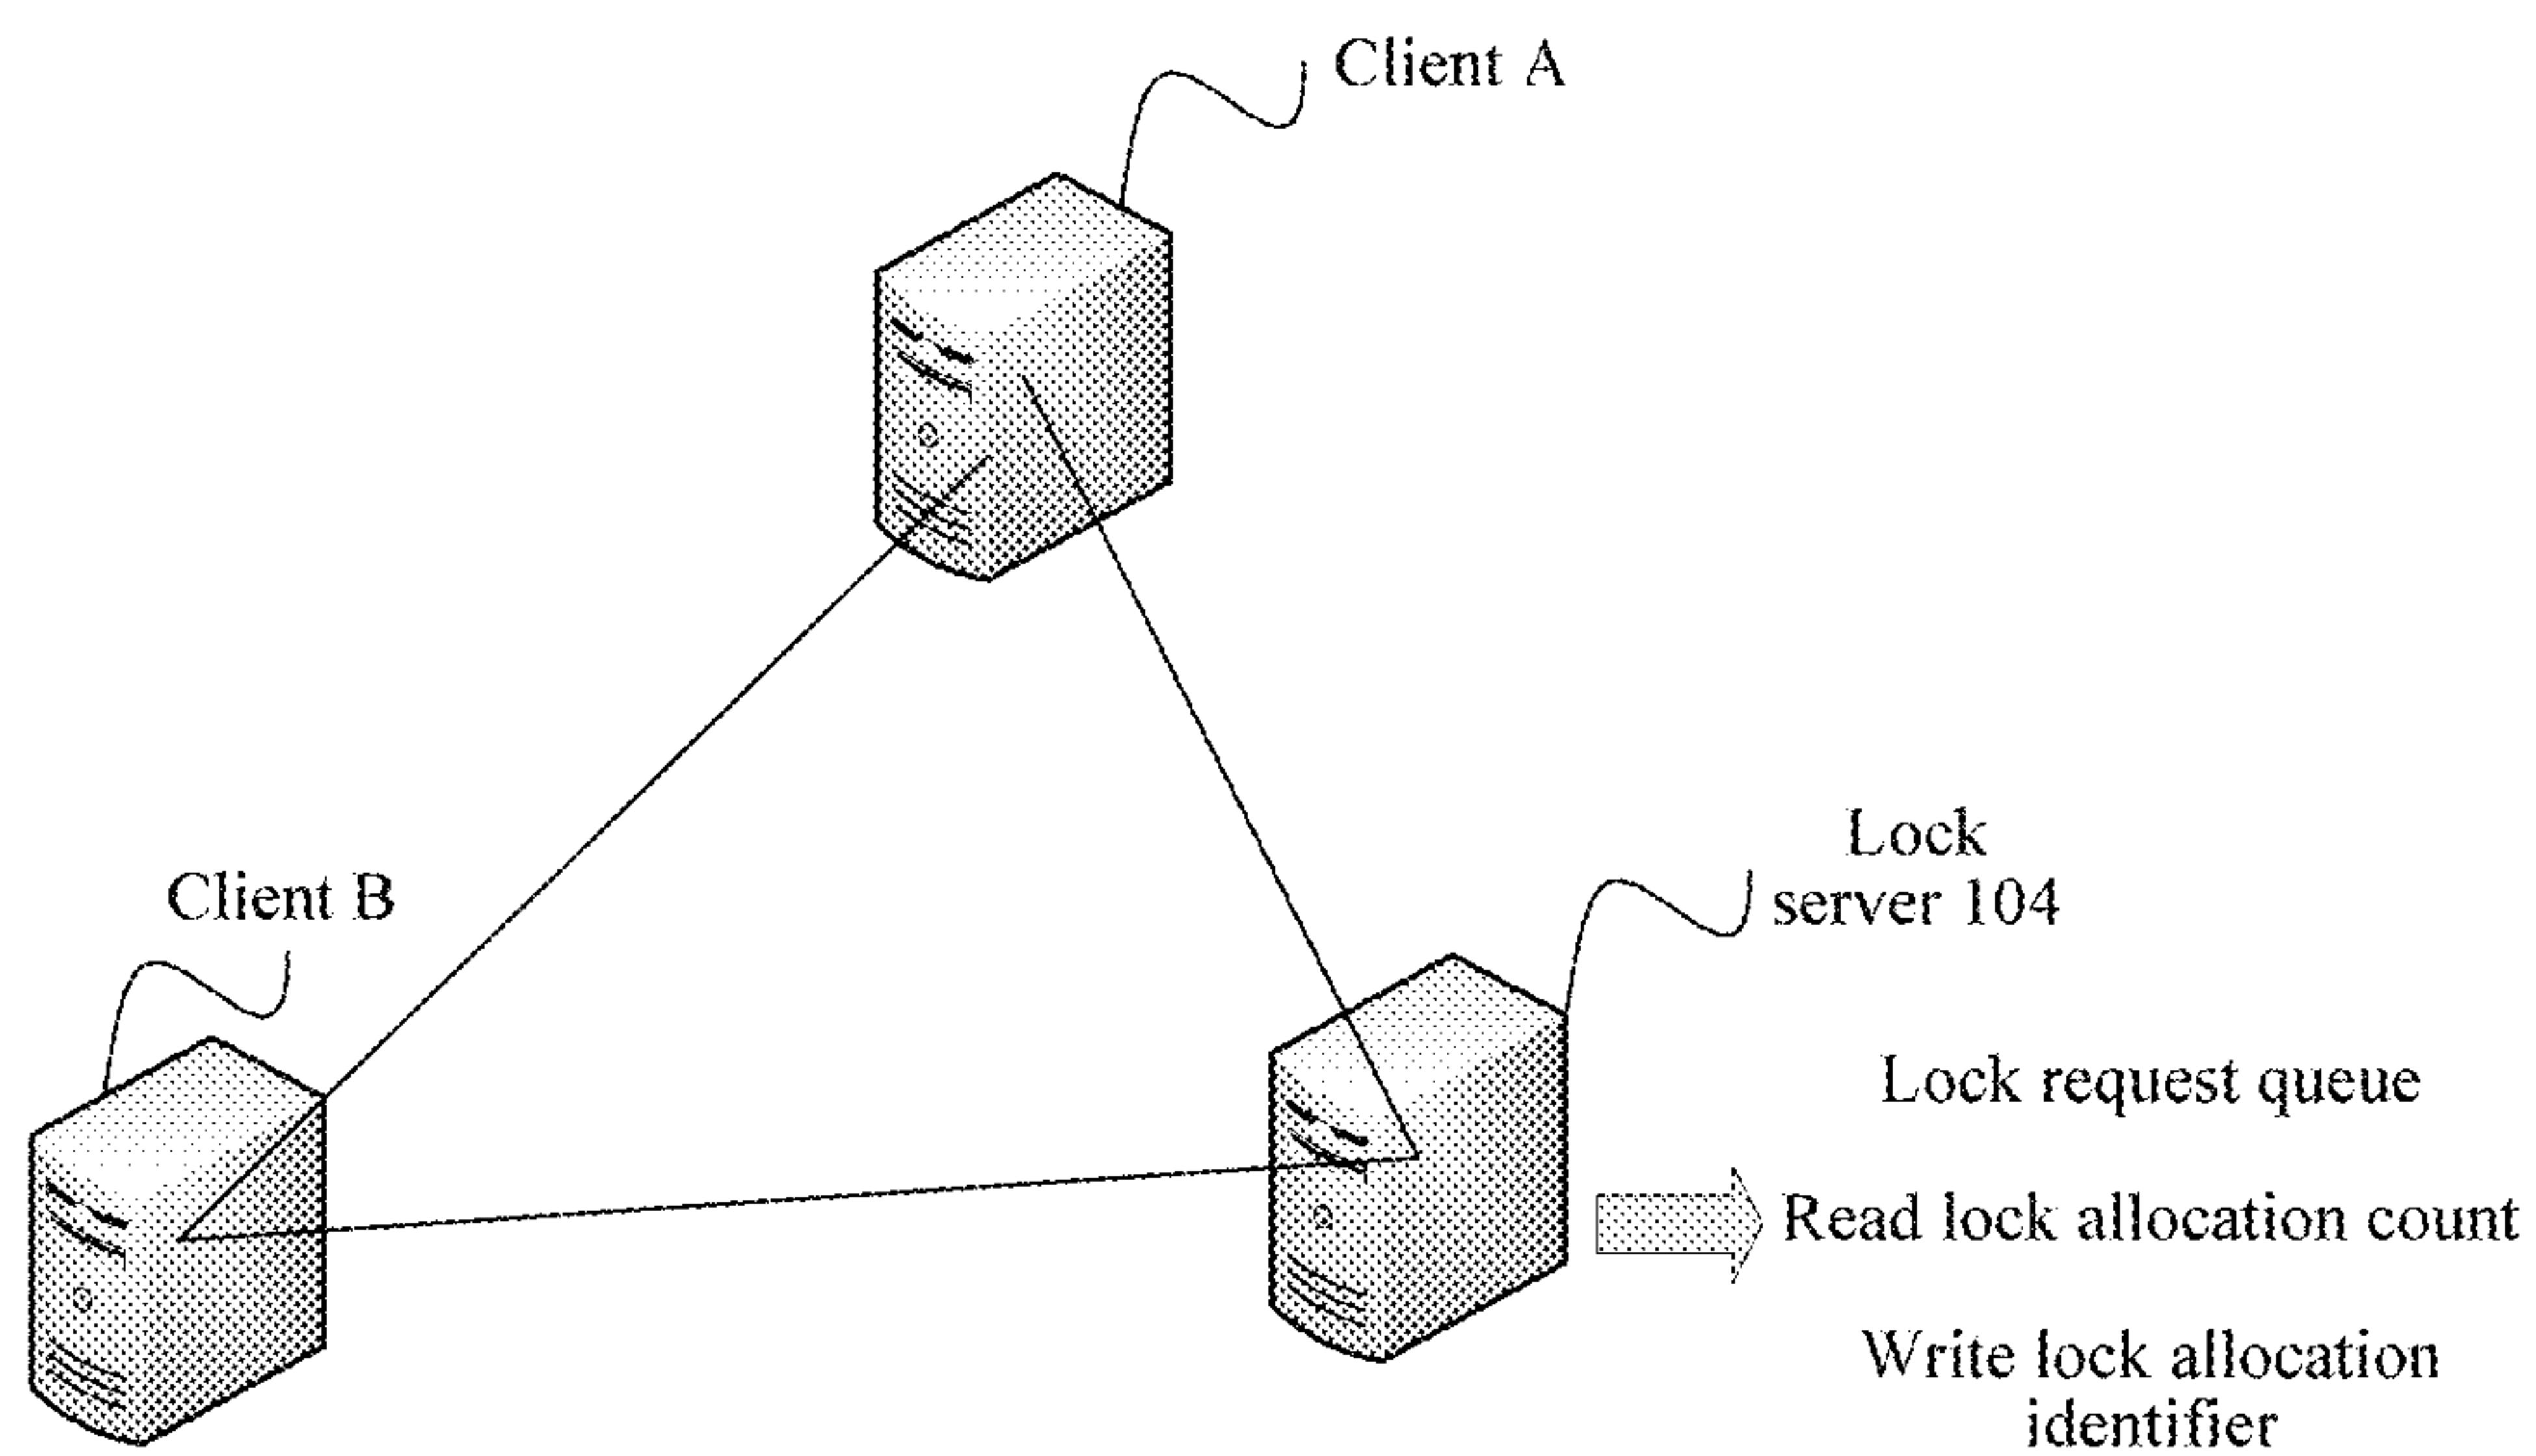 Client A
Client B
Lock
server 104
Lock request queue
Read lock allocation count
Write lock allocation
identifier